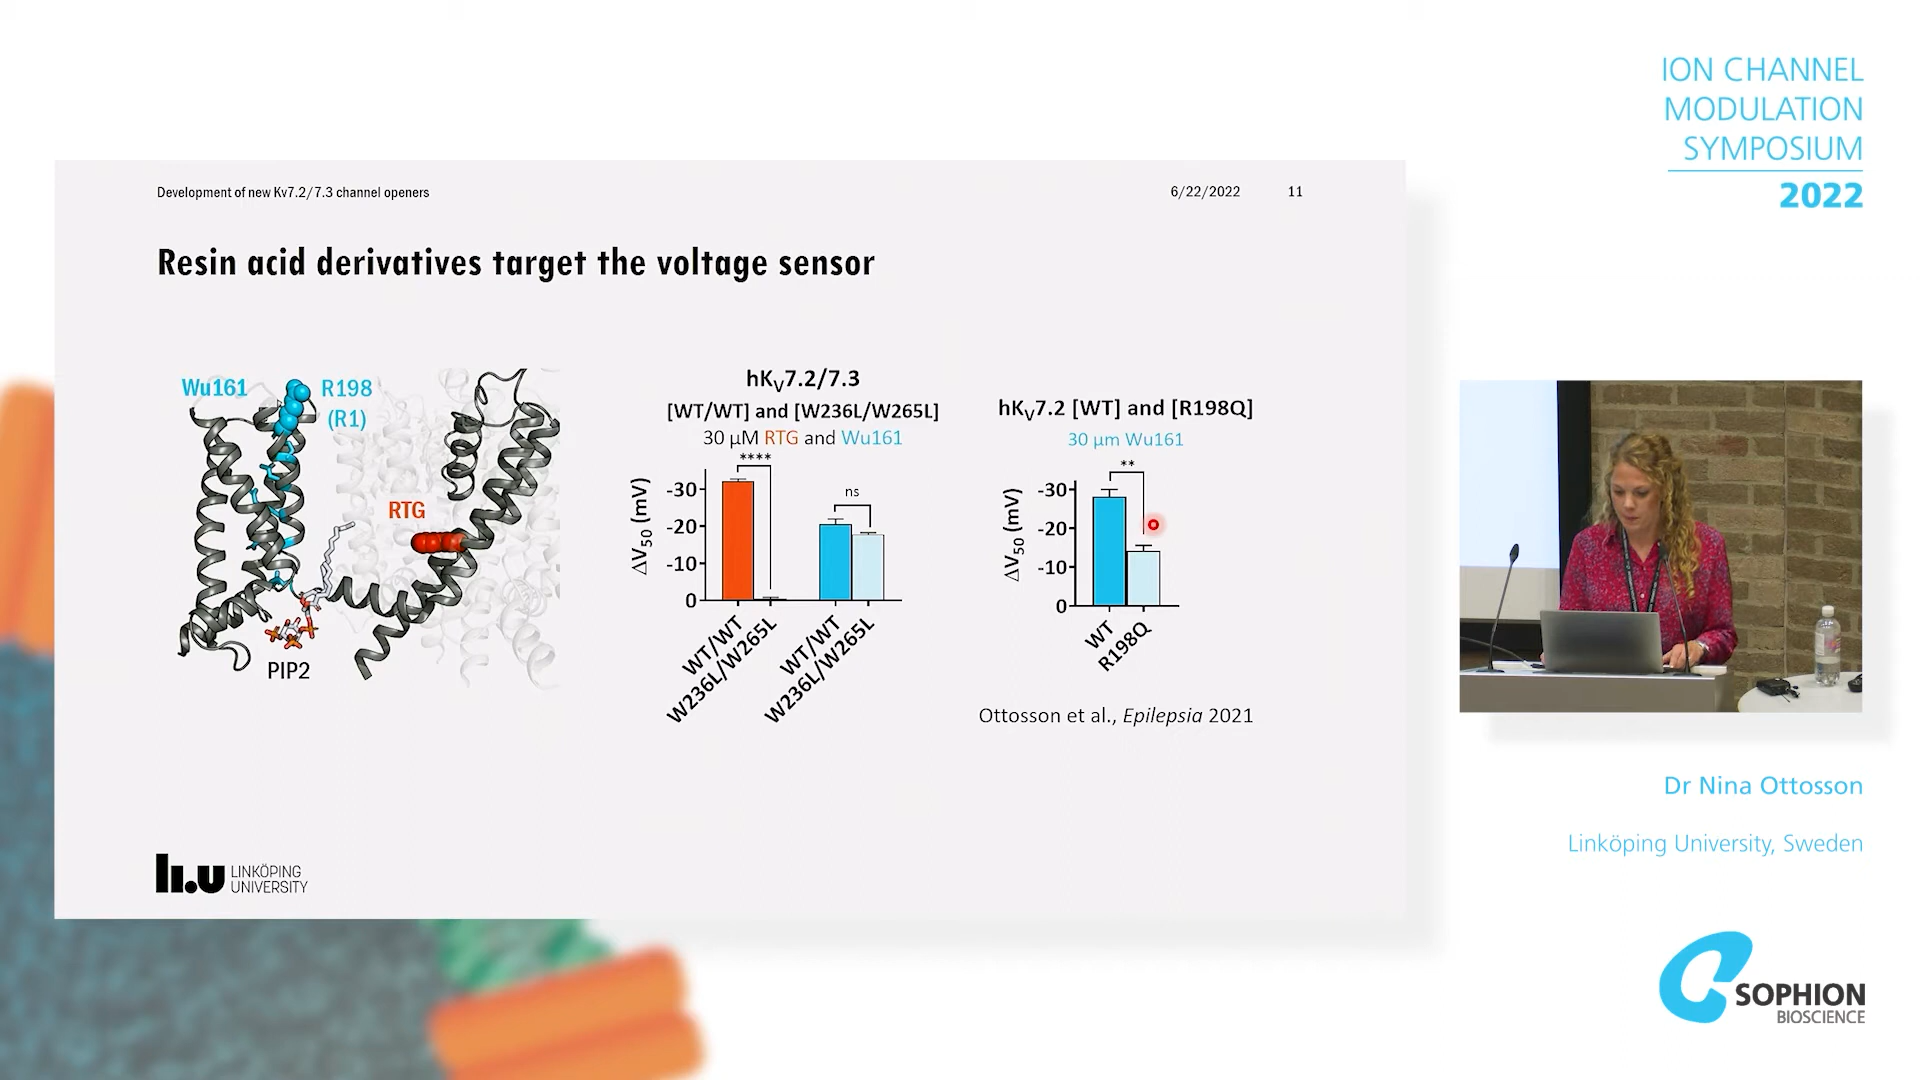 ION CHANNEL
MODULATION
SYMPOSIUM
2022
Development of new Kv7.2/7.3 channel openers
6/22/2022
11
Resin acid derivatives target the voltage sensor
Wu161
R198
(R1)
RTG
PIP2
hKV7.2/7.3
[WT/WT] and [W236L/W265L]
30 µM RTG and Wu161
****
ns
ΔV50 (mV)
-30
-20
-10
0
WT/WT
W236L/W265L
WT/WT
W236L/W265L
hKV7.2 [WT] and [R198Q]
30 µm Wu161
**
ΔV50 (mV)
-30
-20
-10
0
WT
R198Q
Ottosson et al., Epilepsia 2021
li.u LINKÖPING
UNIVERSITY
Dr Nina Ottosson
Linköping University, Sweden
SOPHION
BIOSCIENCE